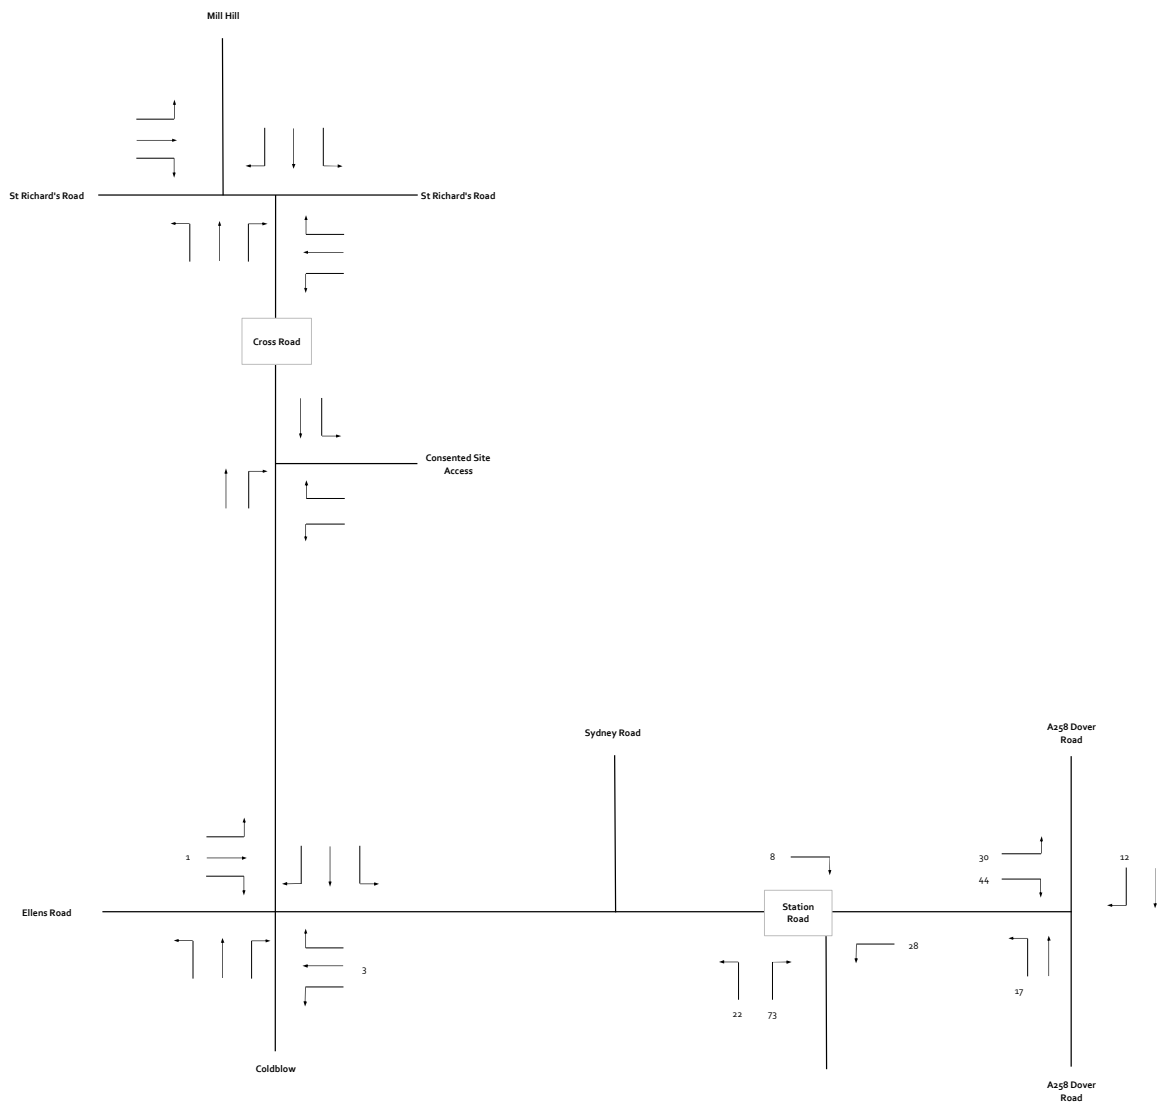 Mill Hill
St Richard's Road
St Richard's Road
Cross Road
Consented Site
Access
Sydney Road
A258 Dover
Road
1
8
30
12
44
Ellens Road
Station
Road
28
3
17
22
73
Coldblow
A258 Dover
Road